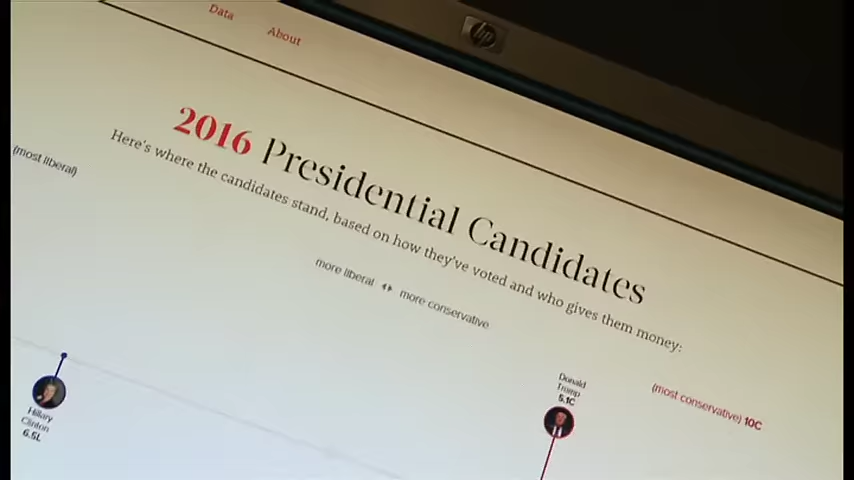 Data
About
hp
2016 Presidential Candidates
Here's where the candidates stand, based on how they've voted and who gives them money:
(most liberal)
more liberal more conservative
(most conservative) 10C
Donald
Trump
5.1C
Hillary
Clinton
6.5L